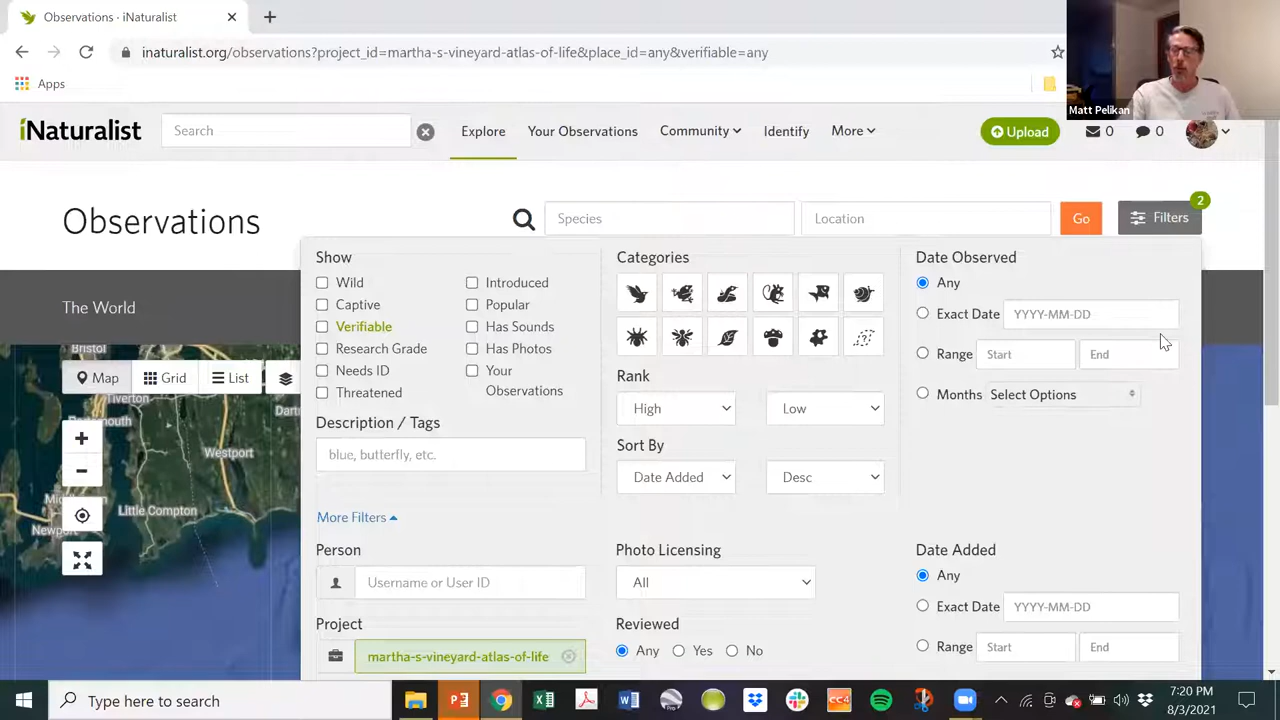 Observations · iNaturalist
inaturalist.org/observations?project_id=martha-s-vineyard-atlas-of-life&place_id=any&verifiable=any
Apps
Matt Pelikan
iNaturalist
Search
Explore
Your Observations
Community
Identify
More
Upload
0
0
Observations
Species
Location
Go
Filters
2
The World
Map
Grid
List
Show
Wild
Captive
Verifiable
Research Grade
Needs ID
Threatened
Introduced
Popular
Has Sounds
Has Photos
Your
Observations
Description / Tags
blue, butterfly, etc.
More Filters
Categories
Rank
High
Low
Sort By
Date Added
Desc
Date Observed
Any
Exact Date
YYYY-MM-DD
Range
Start
End
Months
Select Options
Person
Username or User ID
Project
martha-s-vineyard-atlas-of-life
Photo Licensing
All
Reviewed
Any
Yes
No
Date Added
Any
Exact Date
YYYY-MM-DD
Range
Start
End
Bristol
Tiverton
Westport
Little Compton
Type here to search
CC4
7:20 PM
8/3/2021